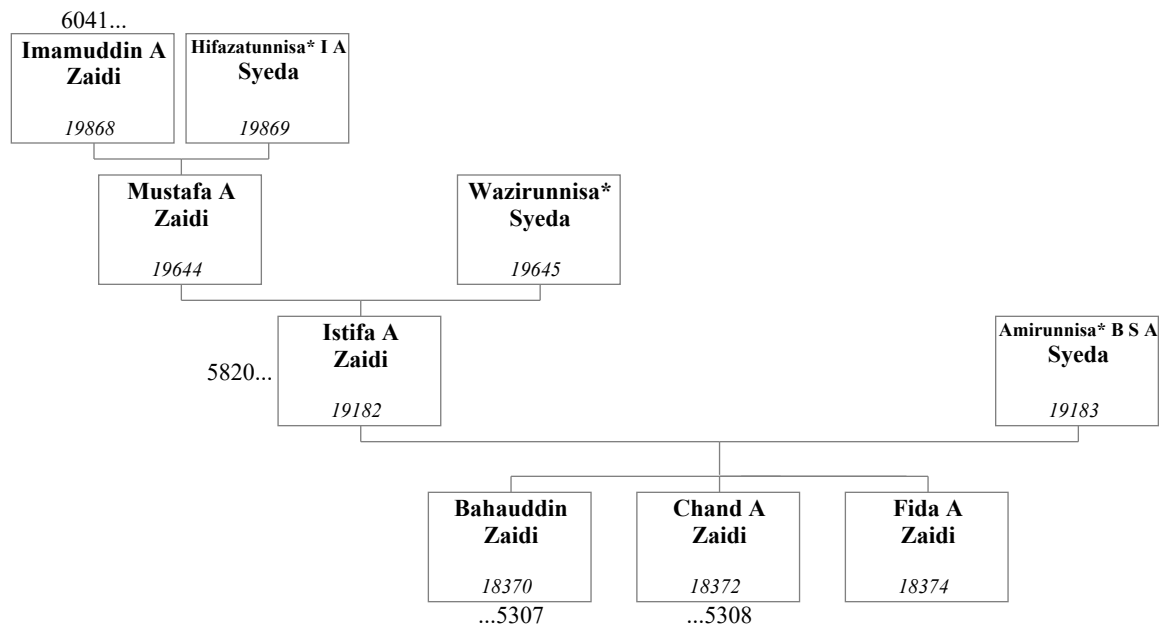 6041...
Imamuddin A
Zaidi
19868
Hifazatunnisa* I A
Syeda
19869
Mustafa A
Zaidi
19644
Wazirunnisa*
Syeda
19645
5820...
Istifa A
Zaidi
19182
Amirunnisa* B S A
Syeda
19183
Bahauddin
Zaidi
18370
...5307
Chand A
Zaidi
18372
...5308
Fida A
Zaidi
18374